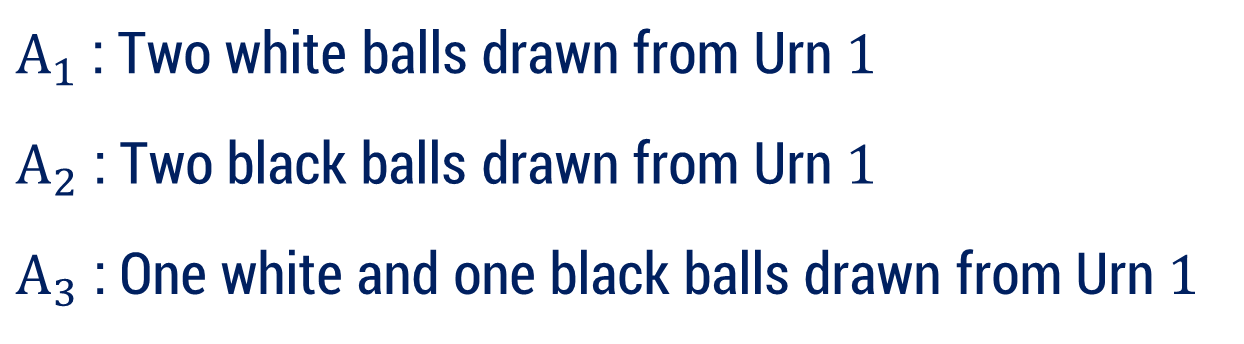 A₁ : Two white balls drawn from Urn 1
A₂ : Two black balls drawn from Urn 1
A₃ : One white and one black balls drawn from Urn 1